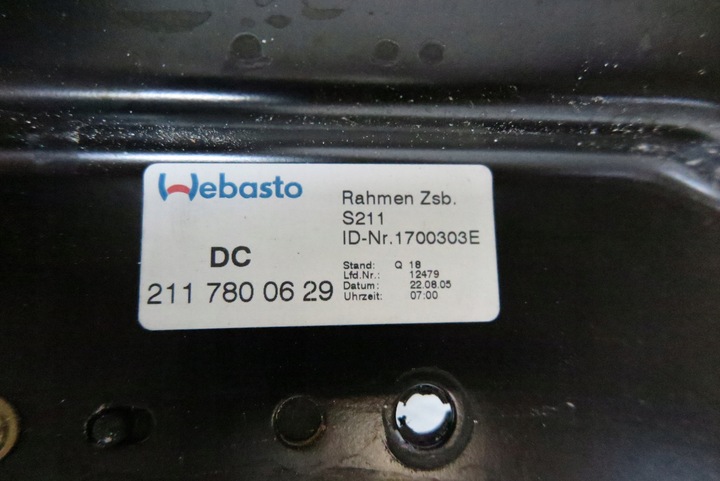 Webasto
Rahmen Zsb.
S211
ID-Nr.1700303E
DC
211 780 06 29
Stand: Q 18
Lfd.Nr.: 12479
Datum: 22.08.05
Uhrzeit: 07:00